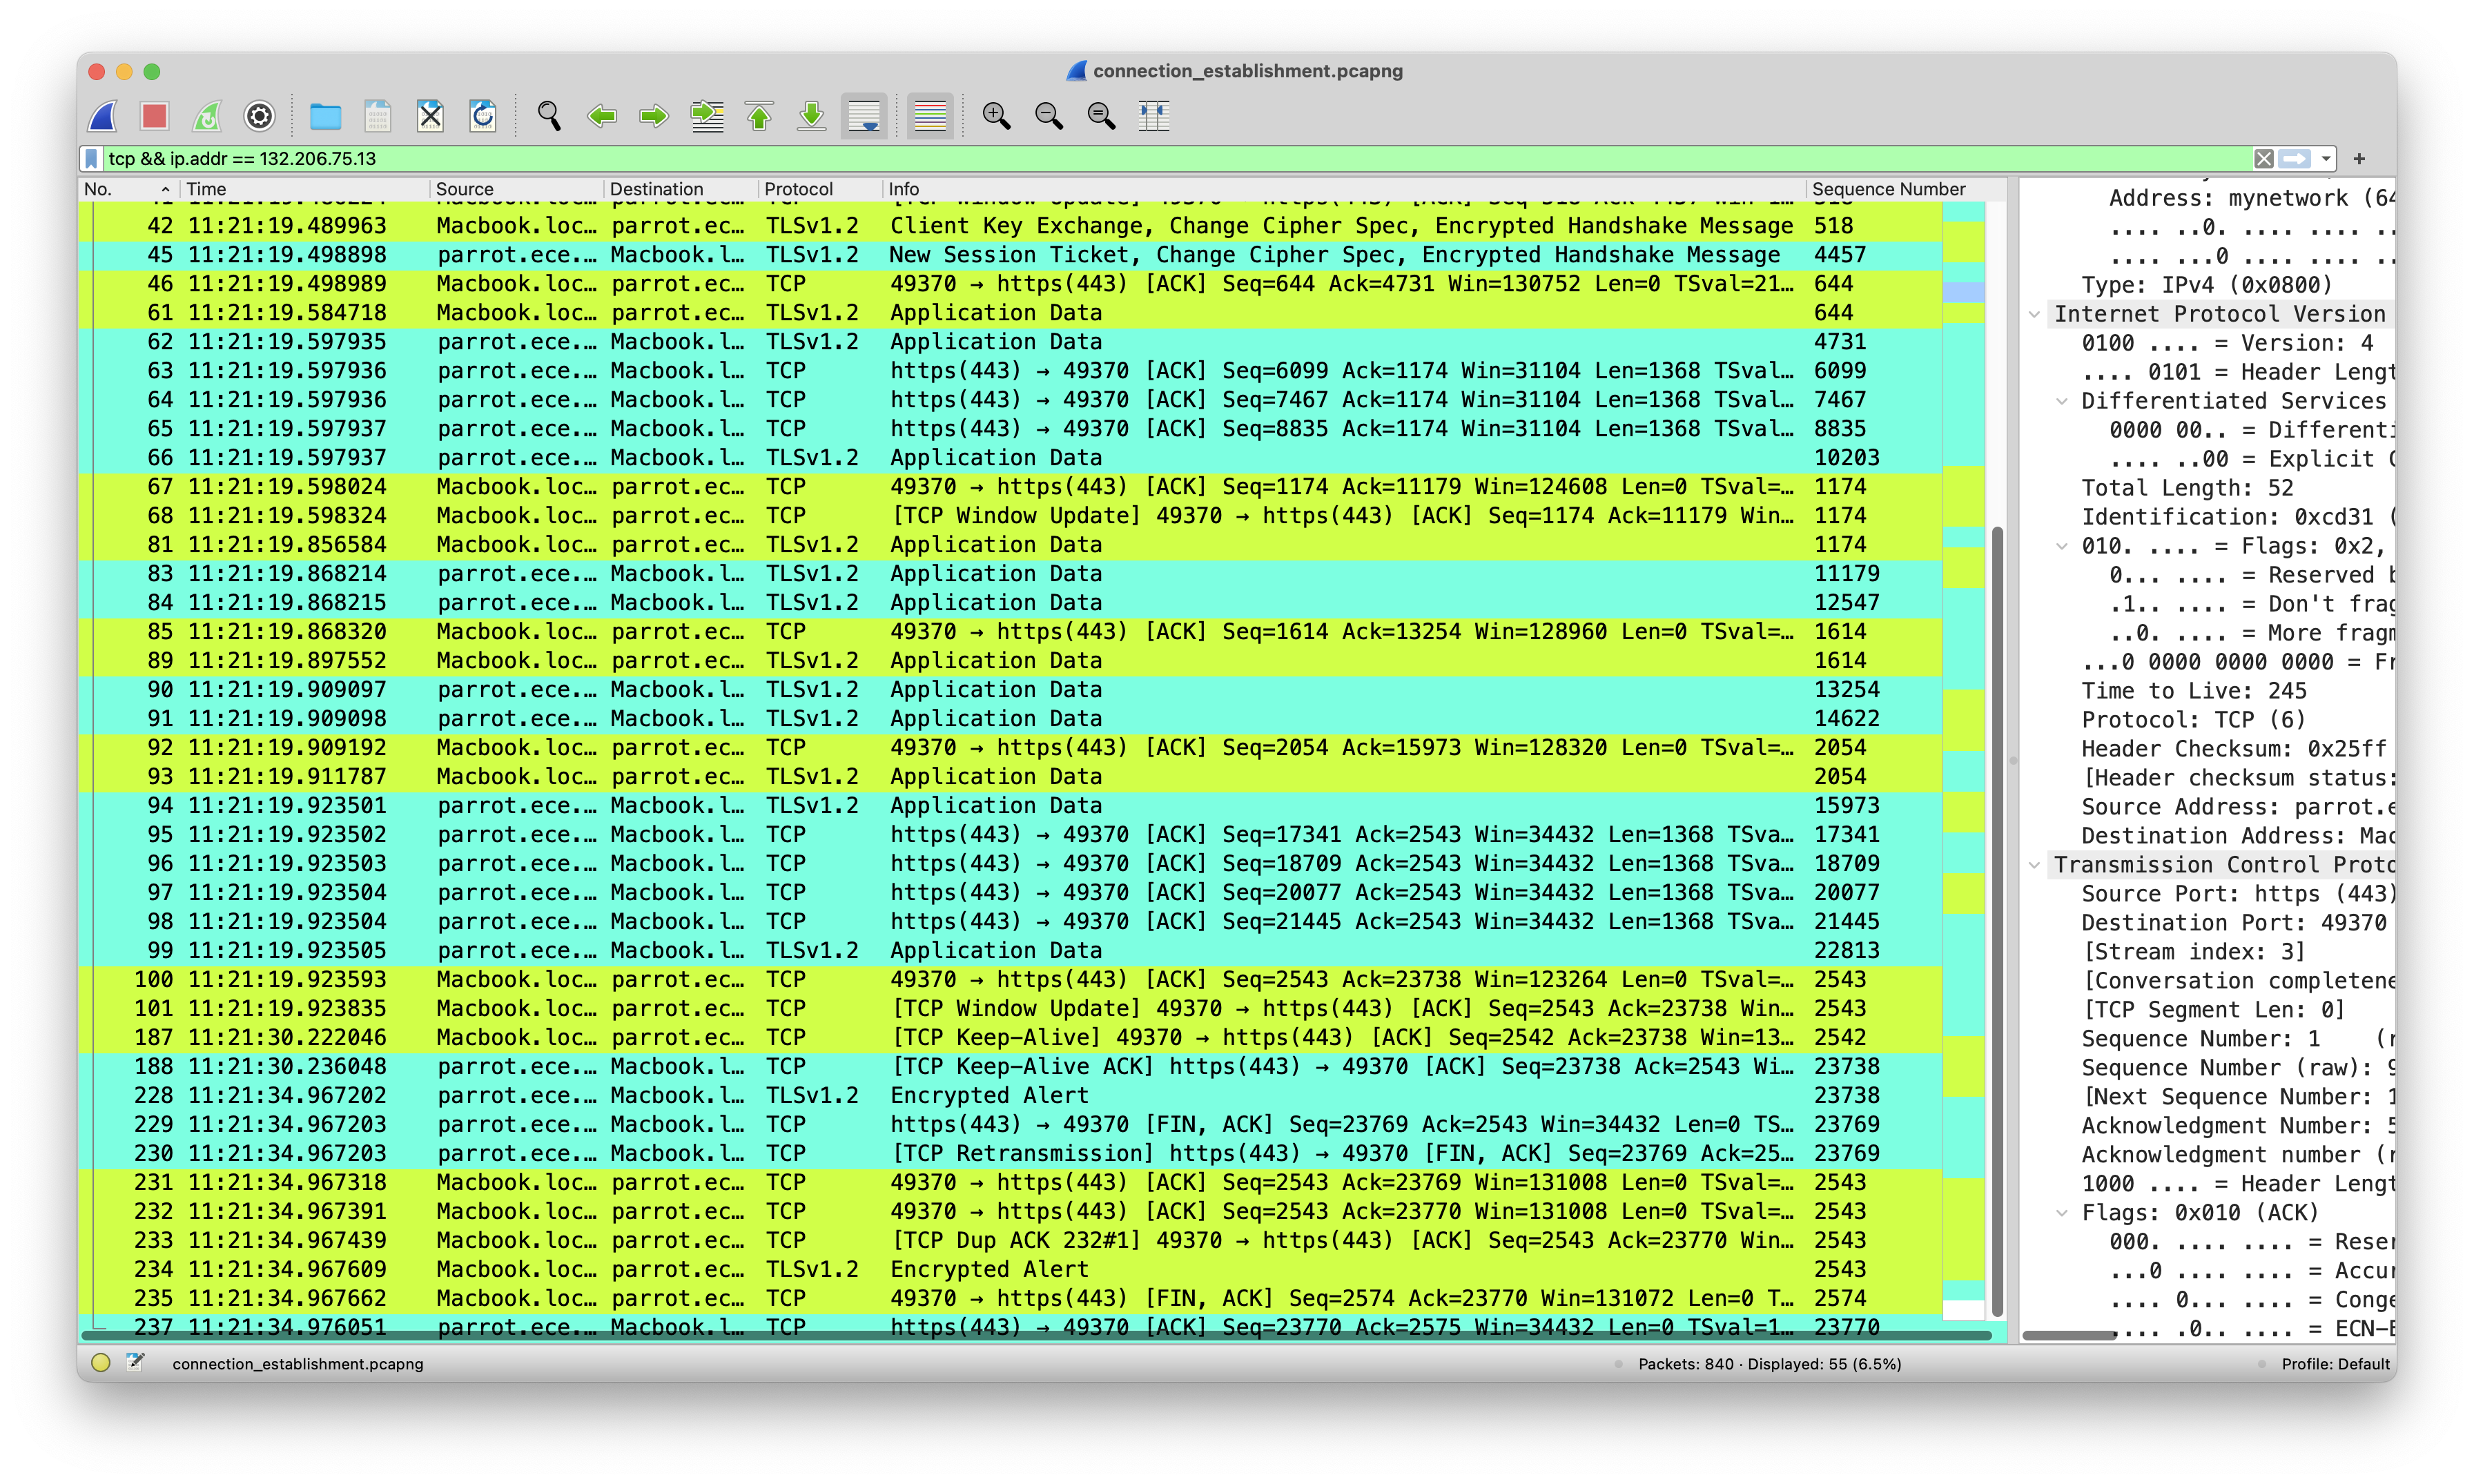 connection_establishment.pcapng
tcp && ip.addr == 132.206.75.13
No. Time Source Destination Protocol Info Sequence Number
42 11:21:19.489963 Macbook.loc… parrot.ec… TLSv1.2 Client Key Exchange, Change Cipher Spec, Encrypted Handshake Message 518
45 11:21:19.498898 parrot.ece.… Macbook.l… TLSv1.2 New Session Ticket, Change Cipher Spec, Encrypted Handshake Message 4457
46 11:21:19.498989 Macbook.loc… parrot.ec… TCP 49370 → https(443) [ACK] Seq=644 Ack=4731 Win=130752 Len=0 TSval=21… 644
61 11:21:19.584718 Macbook.loc… parrot.ec… TLSv1.2 Application Data 644
62 11:21:19.597935 parrot.ece.… Macbook.l… TLSv1.2 Application Data 4731
63 11:21:19.597936 parrot.ece.… Macbook.l… TCP https(443) → 49370 [ACK] Seq=6099 Ack=1174 Win=31104 Len=1368 TSval… 6099
64 11:21:19.597936 parrot.ece.… Macbook.l… TCP https(443) → 49370 [ACK] Seq=7467 Ack=1174 Win=31104 Len=1368 TSval… 7467
65 11:21:19.597937 parrot.ece.… Macbook.l… TCP https(443) → 49370 [ACK] Seq=8835 Ack=1174 Win=31104 Len=1368 TSval… 8835
66 11:21:19.597937 parrot.ece.… Macbook.l… TLSv1.2 Application Data 10203
67 11:21:19.598024 Macbook.loc… parrot.ec… TCP 49370 → https(443) [ACK] Seq=1174 Ack=11179 Win=124608 Len=0 TSval=… 1174
68 11:21:19.598324 Macbook.loc… parrot.ec… TCP [TCP Window Update] 49370 → https(443) [ACK] Seq=1174 Ack=11179 Win… 1174
81 11:21:19.856584 Macbook.loc… parrot.ec… TLSv1.2 Application Data 1174
83 11:21:19.868214 parrot.ece.… Macbook.l… TLSv1.2 Application Data 11179
84 11:21:19.868215 parrot.ece.… Macbook.l… TLSv1.2 Application Data 12547
85 11:21:19.868320 Macbook.loc… parrot.ec… TCP 49370 → https(443) [ACK] Seq=1614 Ack=13254 Win=128960 Len=0 TSval=… 1614
89 11:21:19.897552 Macbook.loc… parrot.ec… TLSv1.2 Application Data 1614
90 11:21:19.909097 parrot.ece.… Macbook.l… TLSv1.2 Application Data 13254
91 11:21:19.909098 parrot.ece.… Macbook.l… TLSv1.2 Application Data 14622
92 11:21:19.909192 Macbook.loc… parrot.ec… TCP 49370 → https(443) [ACK] Seq=2054 Ack=15973 Win=128320 Len=0 TSval=… 2054
93 11:21:19.911787 Macbook.loc… parrot.ec… TLSv1.2 Application Data 2054
94 11:21:19.923501 parrot.ece.… Macbook.l… TLSv1.2 Application Data 15973
95 11:21:19.923502 parrot.ece.… Macbook.l… TCP https(443) → 49370 [ACK] Seq=17341 Ack=2543 Win=34432 Len=1368 TSva… 17341
96 11:21:19.923503 parrot.ece.… Macbook.l… TCP https(443) → 49370 [ACK] Seq=18709 Ack=2543 Win=34432 Len=1368 TSva… 18709
97 11:21:19.923504 parrot.ece.… Macbook.l… TCP https(443) → 49370 [ACK] Seq=20077 Ack=2543 Win=34432 Len=1368 TSva… 20077
98 11:21:19.923504 parrot.ece.… Macbook.l… TCP https(443) → 49370 [ACK] Seq=21445 Ack=2543 Win=34432 Len=1368 TSva… 21445
99 11:21:19.923505 parrot.ece.… Macbook.l… TLSv1.2 Application Data 22813
100 11:21:19.923593 Macbook.loc… parrot.ec… TCP 49370 → https(443) [ACK] Seq=2543 Ack=23738 Win=123264 Len=0 TSval=… 2543
101 11:21:19.923835 Macbook.loc… parrot.ec… TCP [TCP Window Update] 49370 → https(443) [ACK] Seq=2543 Ack=23738 Win… 2543
187 11:21:30.222046 Macbook.loc… parrot.ec… TCP [TCP Keep-Alive] 49370 → https(443) [ACK] Seq=2542 Ack=23738 Win=13… 2542
188 11:21:30.236048 parrot.ece.… Macbook.l… TCP [TCP Keep-Alive ACK] https(443) → 49370 [ACK] Seq=23738 Ack=2543 Wi… 23738
228 11:21:34.967202 parrot.ece.… Macbook.l… TLSv1.2 Encrypted Alert 23738
229 11:21:34.967203 parrot.ece.… Macbook.l… TCP https(443) → 49370 [FIN, ACK] Seq=23769 Ack=2543 Win=34432 Len=0 TS… 23769
230 11:21:34.967203 parrot.ece.… Macbook.l… TCP [TCP Retransmission] https(443) → 49370 [FIN, ACK] Seq=23769 Ack=25… 23769
231 11:21:34.967318 Macbook.loc… parrot.ec… TCP 49370 → https(443) [ACK] Seq=2543 Ack=23769 Win=131008 Len=0 TSval=… 2543
232 11:21:34.967391 Macbook.loc… parrot.ec… TCP 49370 → https(443) [ACK] Seq=2543 Ack=23770 Win=131008 Len=0 TSval=… 2543
233 11:21:34.967439 Macbook.loc… parrot.ec… TCP [TCP Dup ACK 232#1] 49370 → https(443) [ACK] Seq=2543 Ack=23770 Win… 2543
234 11:21:34.967609 Macbook.loc… parrot.ec… TLSv1.2 Encrypted Alert 2543
235 11:21:34.967662 Macbook.loc… parrot.ec… TCP 49370 → https(443) [FIN, ACK] Seq=2574 Ack=23770 Win=131072 Len=0 T… 2574
237 11:21:34.976051 parrot.ece.… Macbook.l… TCP https(443) → 49370 [ACK] Seq=23770 Ack=2575 Win=34432 Len=0 TSval=1… 23770
Address: mynetwork (64
.... ..0. .... .... ..
.... ...0 .... .... ..
Type: IPv4 (0x0800)
Internet Protocol Version
0100 .... = Version: 4
.... 0101 = Header Lengt
Differentiated Services
0000 00.. = Differenti
.... ..00 = Explicit C
Total Length: 52
Identification: 0xcd31 (
010. .... = Flags: 0x2,
0... .... = Reserved b
.1.. .... = Don't frag
..0. .... = More fragm
...0 0000 0000 0000 = Fr
Time to Live: 245
Protocol: TCP (6)
Header Checksum: 0x25ff
[Header checksum status:
Source Address: parrot.e
Destination Address: Mac
Transmission Control Proto
Source Port: https (443)
Destination Port: 49370
[Stream index: 3]
[Conversation completene
[TCP Segment Len: 0]
Sequence Number: 1 (r
Sequence Number (raw): 9
[Next Sequence Number: 1
Acknowledgment Number: 5
Acknowledgment number (r
1000 .... = Header Lengt
Flags: 0x010 (ACK)
000. .... .... = Reser
...0 .... .... = Accur
.... 0... .... = Conge
.... .0.. .... = ECN-E
connection_establishment.pcapng
Packets: 840 · Displayed: 55 (6.5%)
Profile: Default